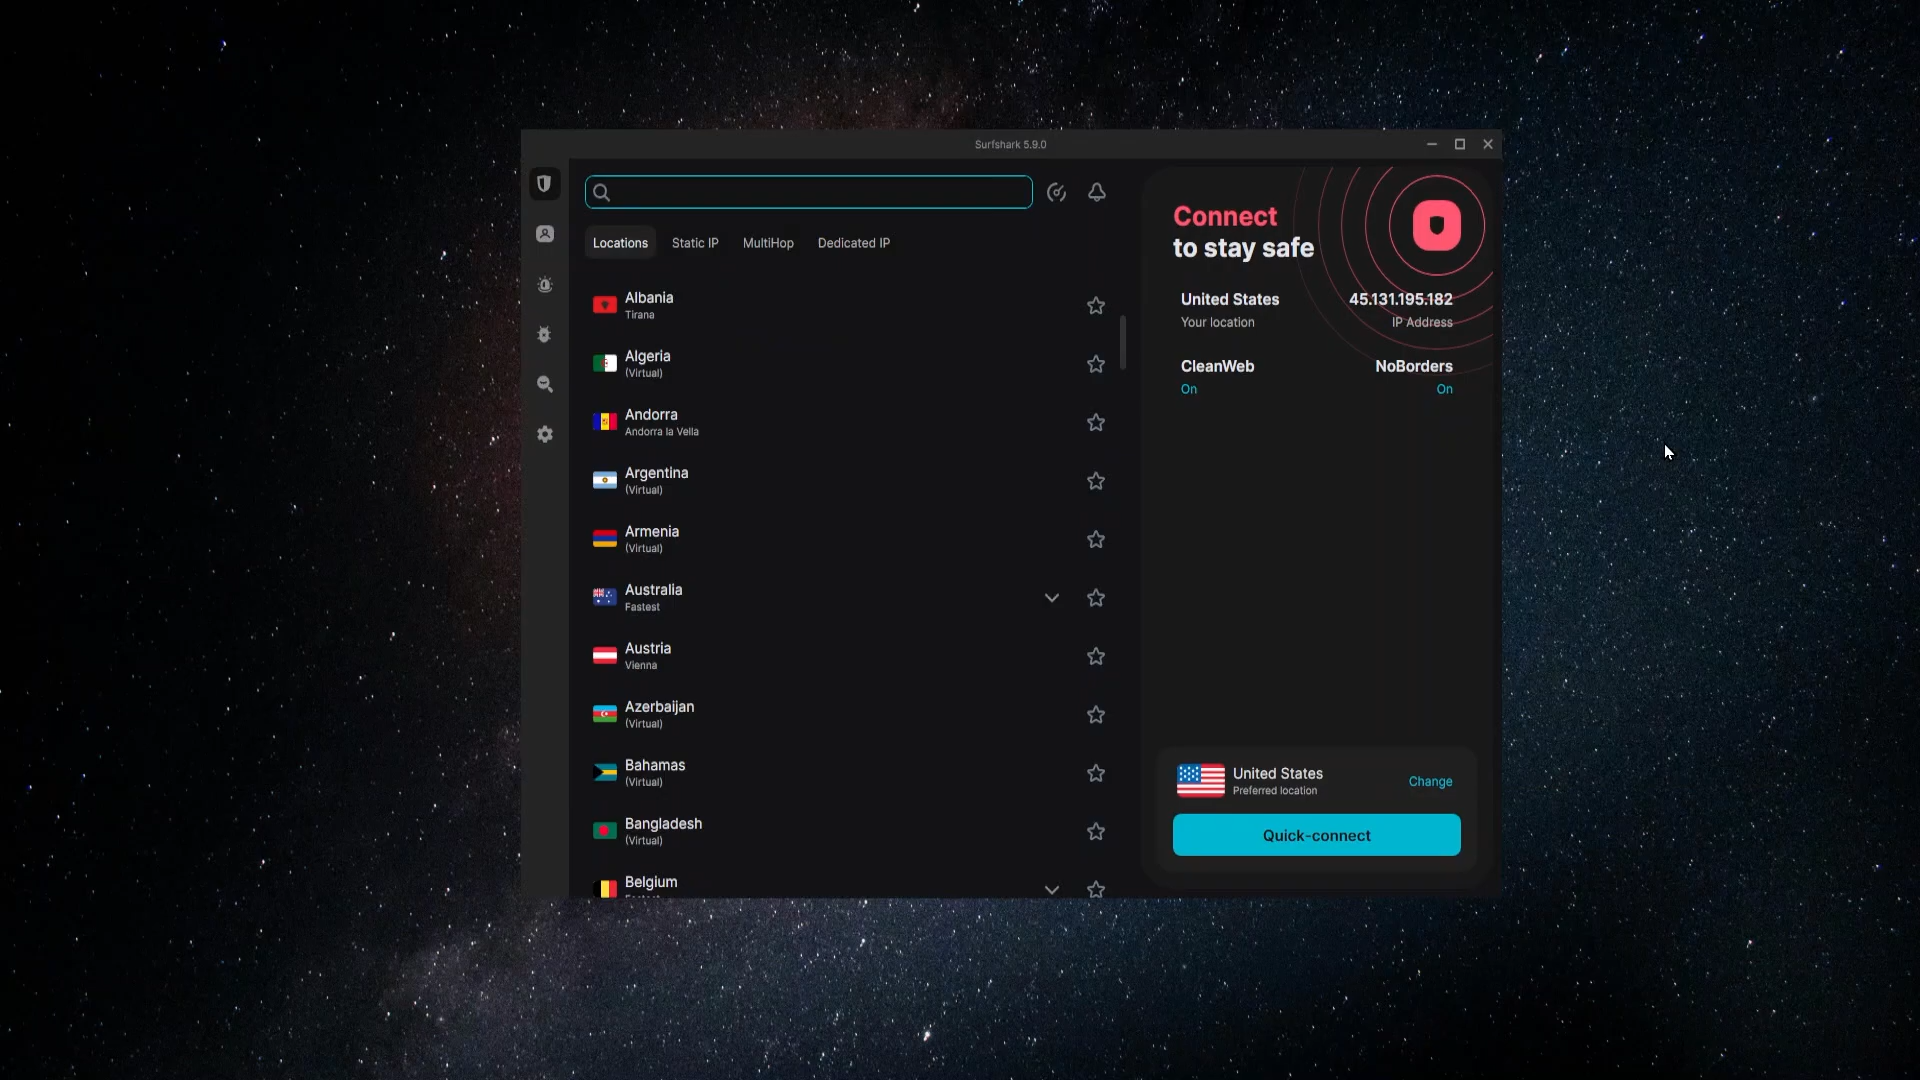 Surfshark 5.9.0
Locations
Static IP
MultiHop
Dedicated IP
Albania
Tirana
Algeria
(Virtual)
Andorra
Andorra la Vella
Argentina
(Virtual)
Armenia
(Virtual)
Australia
Fastest
Austria
Vienna
Azerbaijan
(Virtual)
Bahamas
(Virtual)
Bangladesh
(Virtual)
Belgium
Connect
to stay safe
United States
45.131.195.182
Your location
IP Address
CleanWeb
NoBorders
On
On
United States
Preferred location
Change
Quick-connect